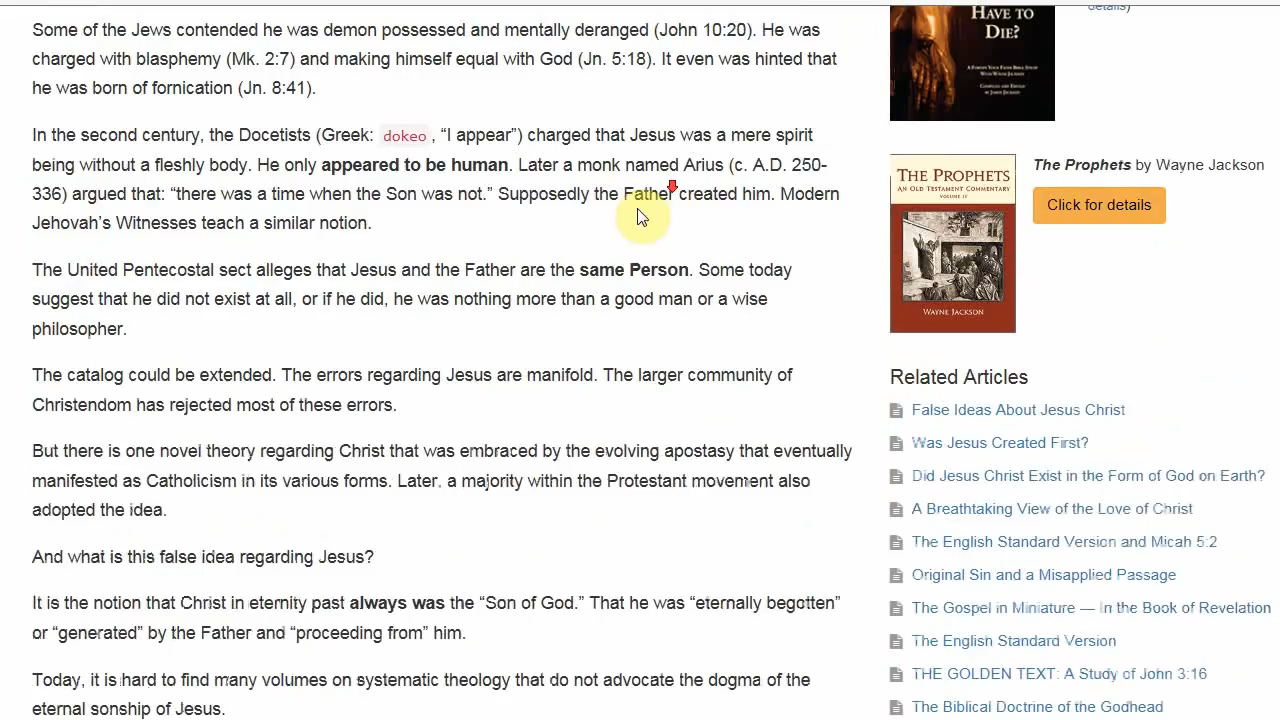 Some of the Jews contended he was demon possessed and mentally deranged (John 10:20). He was
charged with blasphemy (Mk. 2:7) and making himself equal with God (Jn. 5:18). It even was hinted that
he was born of fornication (Jn. 8:41).
In the second century, the Docetists (Greek: dokeo, “I appear”) charged that Jesus was a mere spirit
being without a fleshly body. He only appeared to be human. Later a monk named Arius (c. A.D. 250-
336) argued that: “there was a time when the Son was not.” Supposedly the Father created him. Modern
Jehovah’s Witnesses teach a similar notion.
The United Pentecostal sect alleges that Jesus and the Father are the same Person. Some today
suggest that he did not exist at all, or if he did, he was nothing more than a good man or a wise
philosopher.
The catalog could be extended. The errors regarding Jesus are manifold. The larger community of
Christendom has rejected most of these errors.
But there is one novel theory regarding Christ that was embraced by the evolving apostasy that eventually
manifested as Catholicism in its various forms. Later, a majority within the Protestant movement also
adopted the idea.
And what is this false idea regarding Jesus?
It is the notion that Christ in eternity past always was the “Son of God.” That he was “eternally begotten”
or “generated” by the Father and “proceeding from” him.
Today, it is hard to find many volumes on systematic theology that do not advocate the dogma of the
eternal sonship of Jesus.
details)
HAVE TO
DIE?
A FORTIFY YOUR FAITH BIBLE STUDY
WITH WAYNE JACKSON
COMPILED AND EDITED
BY JARED JACKSON
THE PROPHETS
AN OLD TESTAMENT COMMENTARY
VOLUME IV
WAYNE JACKSON
The Prophets by Wayne Jackson
Click for details
Related Articles
False Ideas About Jesus Christ
Was Jesus Created First?
Did Jesus Christ Exist in the Form of God on Earth?
A Breathtaking View of the Love of Christ
The English Standard Version and Micah 5:2
Original Sin and a Misapplied Passage
The Gospel in Miniature — In the Book of Revelation
The English Standard Version
THE GOLDEN TEXT: A Study of John 3:16
The Biblical Doctrine of the Godhead